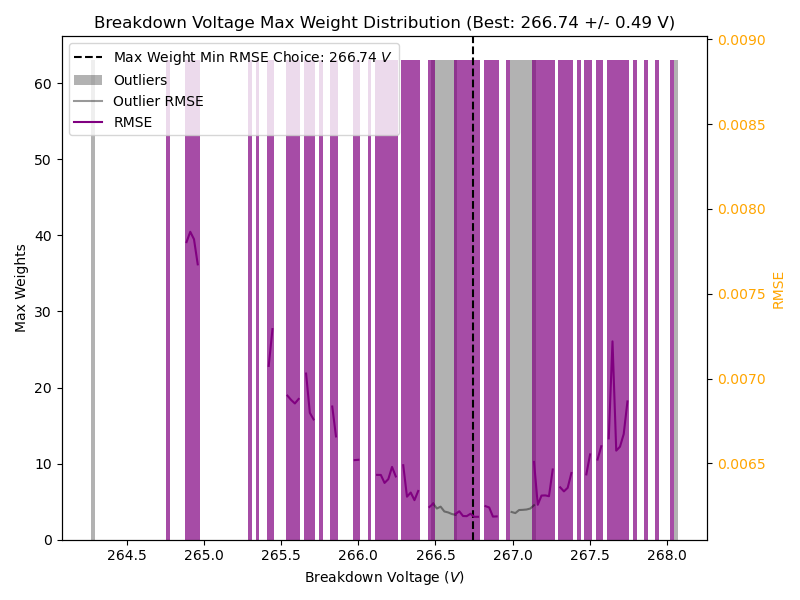 Breakdown Voltage Max Weight Distribution (Best: 266.74 +/- 0.49 V)
Max Weight Min RMSE Choice: 266.74 V
Outliers
Outlier RMSE
RMSE
Max Weights
60
50
40
30
20
10
0
0.0090
0.0085
0.0080
0.0075
0.0070
0.0065
RMSE
264.5 265.0 265.5 266.0 266.5 267.0 267.5 268.0
Breakdown Voltage (V)